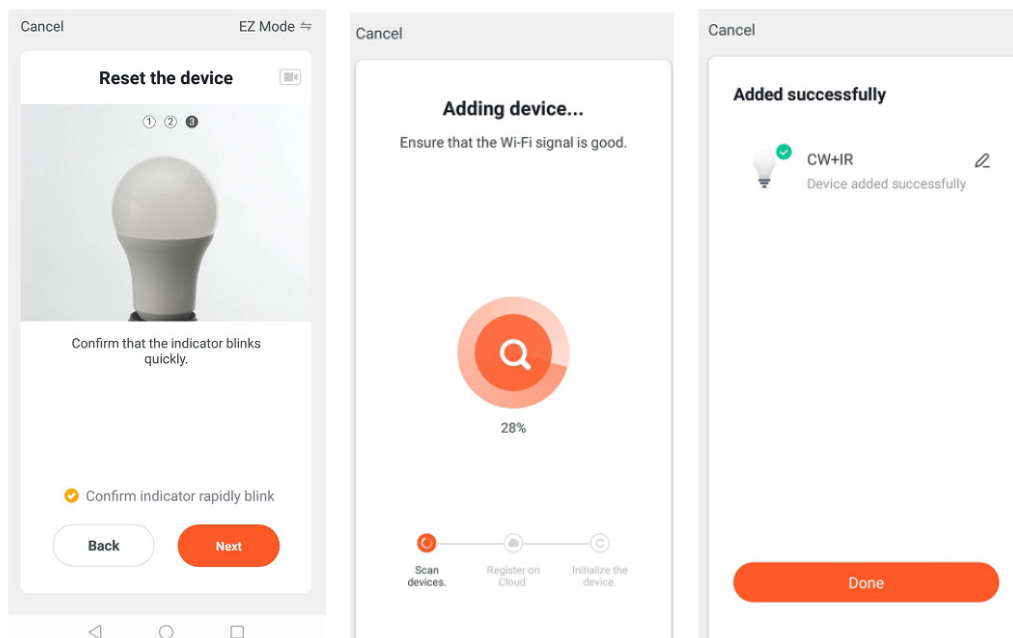 Cancel
EZ Mode ⇋
Reset the device
1 2 3
Confirm that the indicator blinks
quickly.
Confirm indicator rapidly blink
Back
Next
Cancel
Adding device...
Ensure that the Wi-Fi signal is good.
28%
Scan
devices.
Register on
Cloud.
Initialize the
device.
Cancel
Added successfully
CW+IR
Device added successfully
Done